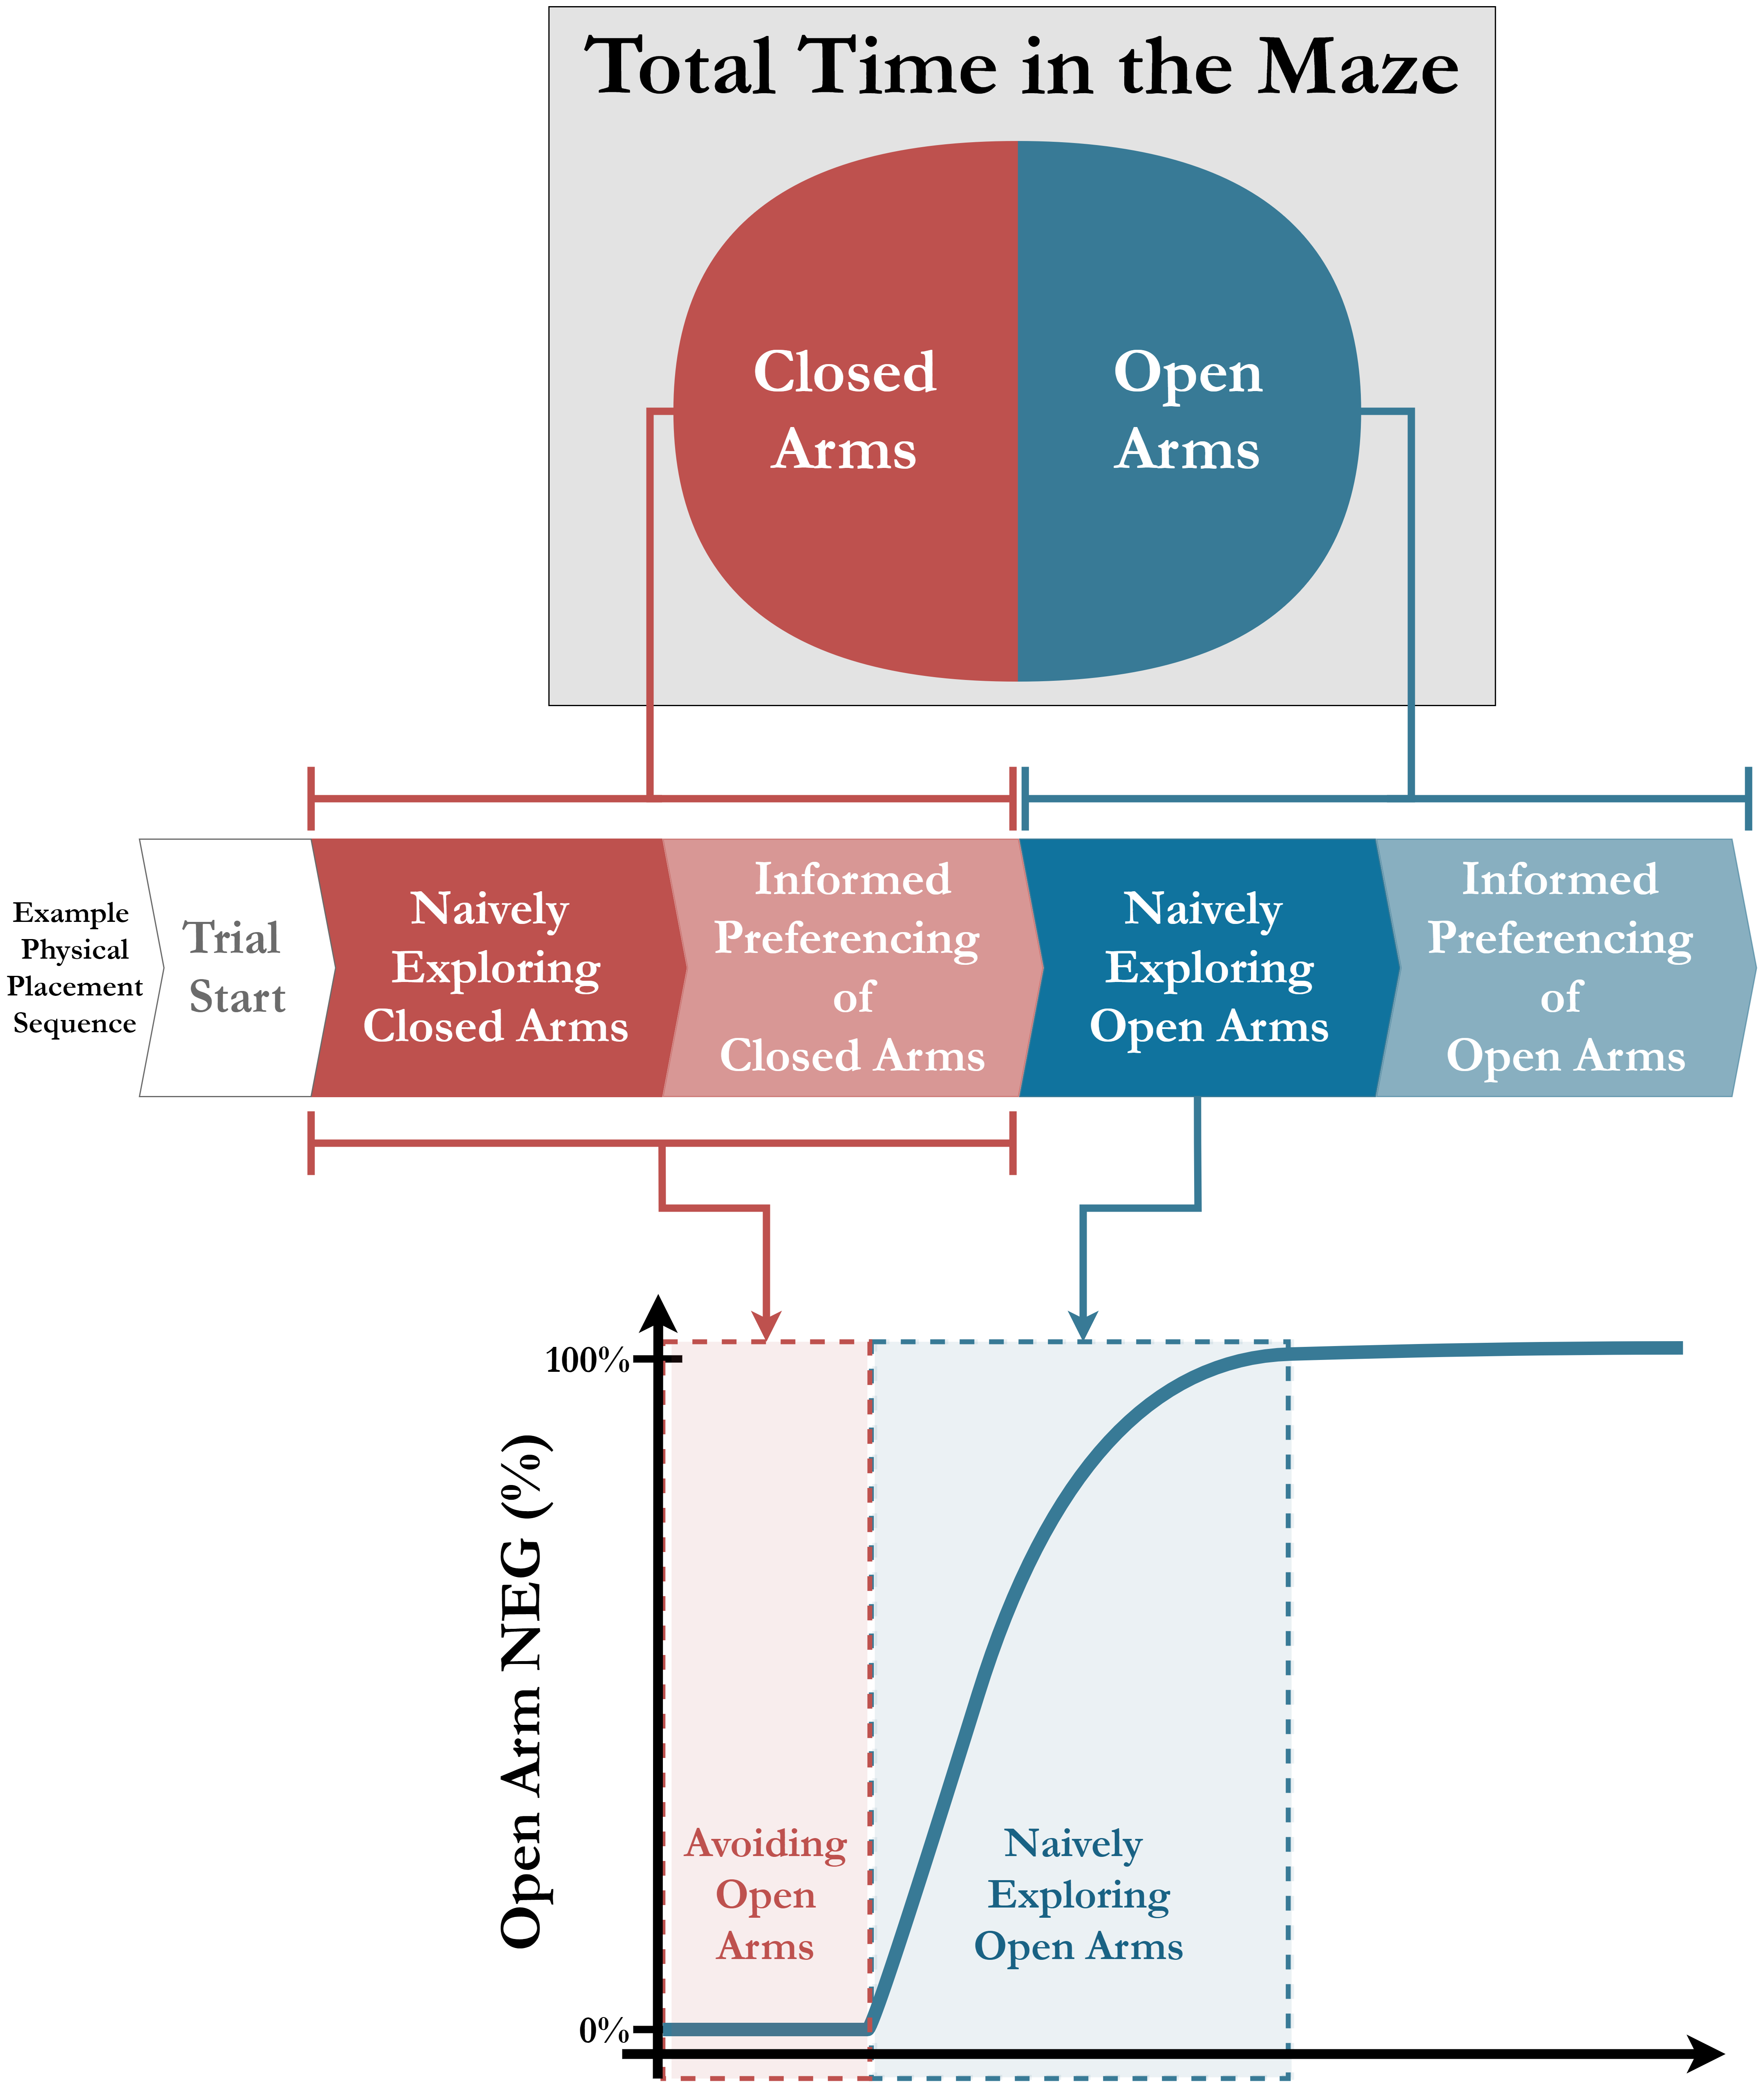 Total Time in the Maze
Closed
Arms
Open
Arms
Example
Physical
Placement
Sequence
Trial
Start
Naively
Exploring
Closed Arms
Informed
Preferencing
of
Closed Arms
Naively
Exploring
Open Arms
Informed
Preferencing
of
Open Arms
100%
Open Arm NEG (%)
Avoiding
Open
Arms
Naively
Exploring
Open Arms
0%